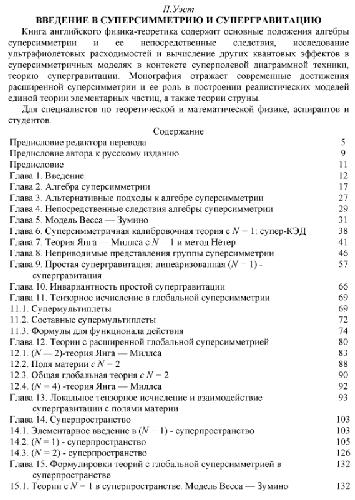 П.Уэст
ВВЕДЕНИЕ В СУПЕРСИММЕТРИЮ И СУПЕРГРАВИТАЦИЮ
Книга английского физика-теоретика содержит основные положения алгебры
суперсимметрии и ее непосредственные следствия, исследование
ультрафиолетовых расходимостей и вычисление других квантовых эффектов в
суперсимметричных моделях в контексте суперполевой диаграммной техники,
теорию супергравитации. Монография отражает современные достижения
расширенной суперсимметрии и ее роль в построении реалистических моделей
единой теории элементарных частиц, а также теории струны.
Для специалистов по теоретической и математической физике, аспирантов и
студентов.
Содержание
Предисловие редактора перевода 5
Предисловие автора к русскому изданию 9
Предисловие 11
Глава 1. Введение 12
Глава 2. Алгебра суперсимметрии 17
Глава 3. Альтернативные подходы к алгебре суперсимметрии 27
Глава 4. Непосредственные следствия алгебры суперсимметрии 29
Глава 5. Модель Весса — Зумино 31
Глава 6. Суперсимметричная калибровочная теория с N = 1: супер-КЭД 38
Глава 7. Теория Янга — Миллса с N = 1 и метод Нётер 41
Глава 8. Неприводимые представления группы суперсимметрии 46
Глава 9. Простая супергравитация: линеаризованная (N = 1) - 57
супергравитация
Глава 10. Инвариантность простой супергравитации 66
Глава 11. Тензорное исчисление в глобальной суперсимметрии 69
11.1. Супермультиплеты 69
11.2. Составные супермультиплеты 72
11.3. Формулы для функционала действия 74
Глава 12. Теории с расширенной глобальной суперсимметрией 80
12.1. (N — 2)-теория Янга — Миллса 83
12.2. Поля материи с N = 2 88
12.3. Общая глобальная теория с N = 2 90
12.4. (N = 4) -теория Янга — Миллса 92
Глава 13. Локальное тензорное исчисление и взаимодействие 93
супергравитации с полями материи
Глава 14. Суперпространство 103
14.1. Элементарное введение в (N = 1) - суперпространство 103
14.2. (N = 1) - суперпространство 105
14.3. (N = 2) - суперпространство 126
Глава 15. Формулировки теорий с глобальной суперсимметрией в 132
суперпространстве
15.1. Теории с N = 1 в суперпространстве. Модель Весса — Зумино 132